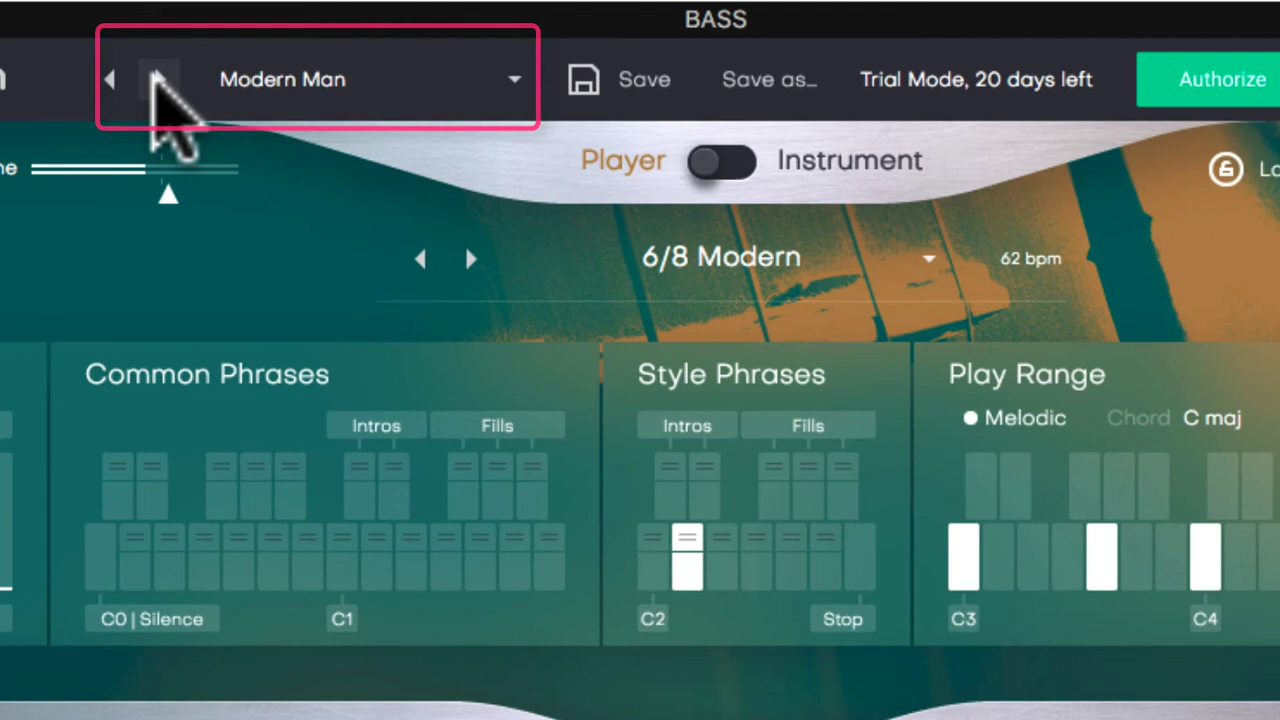 BASS
Modern Man
Save
Save as...
Trial Mode, 20 days left
Authorize
Player
Instrument
6/8 Modern
62 bpm
Common Phrases
Style Phrases
Play Range
Intros
Fills
Intros
Fills
Melodic
Chord
C maj
C0 | Silence
C1
C2
Stop
C3
C4